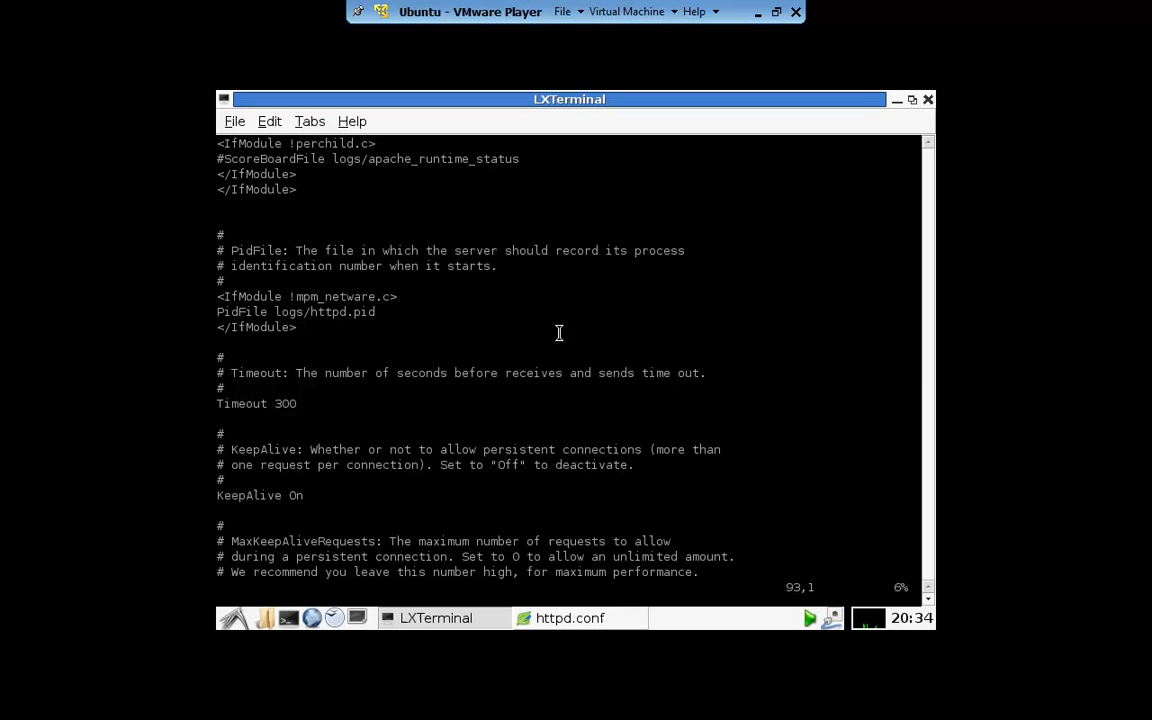 Ubuntu - VMware Player File Virtual Machine Help
LXTerminal
File Edit Tabs Help
<IfModule !perchild.c>
#ScoreBoardFile logs/apache_runtime_status
</IfModule>
</IfModule>
#
# PidFile: The file in which the server should record its process
# identification number when it starts.
#
<IfModule !mpm_netware.c>
PidFile logs/httpd.pid
</IfModule>
#
# Timeout: The number of seconds before receives and sends time out.
#
Timeout 300
#
# KeepAlive: Whether or not to allow persistent connections (more than
# one request per connection). Set to "Off" to deactivate.
#
KeepAlive On
#
# MaxKeepAliveRequests: The maximum number of requests to allow
# during a persistent connection. Set to 0 to allow an unlimited amount.
# We recommend you leave this number high, for maximum performance.
93,1 6%
LXTerminal httpd.conf 20:34